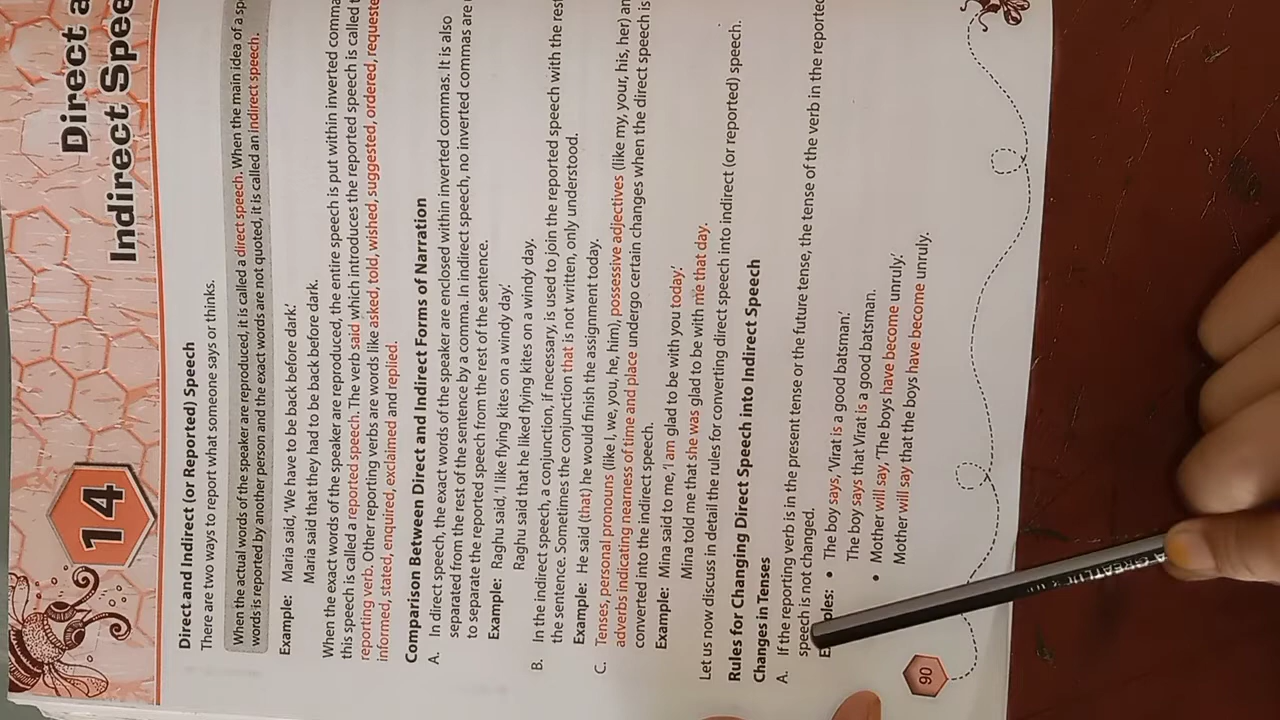 14
Direct a
Indirect Spee
Direct and Indirect (or Reported) Speech
There are two ways to report what someone says or thinks.
When the actual words of the speaker are reproduced, it is called a direct speech. When the main idea of a sp
words is reported by another person and the exact words are not quoted, it is called an indirect speech.
Example: Maria said, 'We have to be back before dark.'
Maria said that they had to be back before dark.
When the exact words of the speaker are reproduced, the entire speech is put within inverted comma
this speech is called a reported speech. The verb said which introduces the reported speech is called t
reporting verb. Other reporting verbs are words like asked, told, wished, suggested, ordered, requeste
informed, stated, enquired, exclaimed and replied.
Comparison Between Direct and Indirect Forms of Narration
A. In direct speech, the exact words of the speaker are enclosed within inverted commas. It is also
separated from the rest of the sentence by a comma. In indirect speech, no inverted commas are
to separate the reported speech from the rest of the sentence.
Example: Raghu said, 'I like flying kites on a windy day.'
Raghu said that he liked flying kites on a windy day.
B. In the indirect speech, a conjunction, if necessary, is used to join the reported speech with the res
the sentence. Sometimes the conjunction that is not written, only understood.
Example: He said (that) he would finish the assignment today.
C. Tenses, personal pronouns (like I, we, you, he, him), possessive adjectives (like my, your, his, her) an
adverbs indicating nearness of time and place undergo certain changes when the direct speech is
converted into the indirect speech.
Example: Mina said to me, 'I am glad to be with you today.'
Mina told me that she was glad to be with me that day.
Let us now discuss in detail the rules for converting direct speech into indirect (or reported) speech.
Rules for Changing Direct Speech into Indirect Speech
Changes in Tenses
A. If the reporting verb is in the present tense or the future tense, the tense of the verb in the reported
speech is not changed.
• The boy says, 'Virat is a good batsman.'
The boy says that Virat is a good batsman.
• Mother will say, 'The boys have become unruly.'
Mother will say that the boys have become unruly.
90